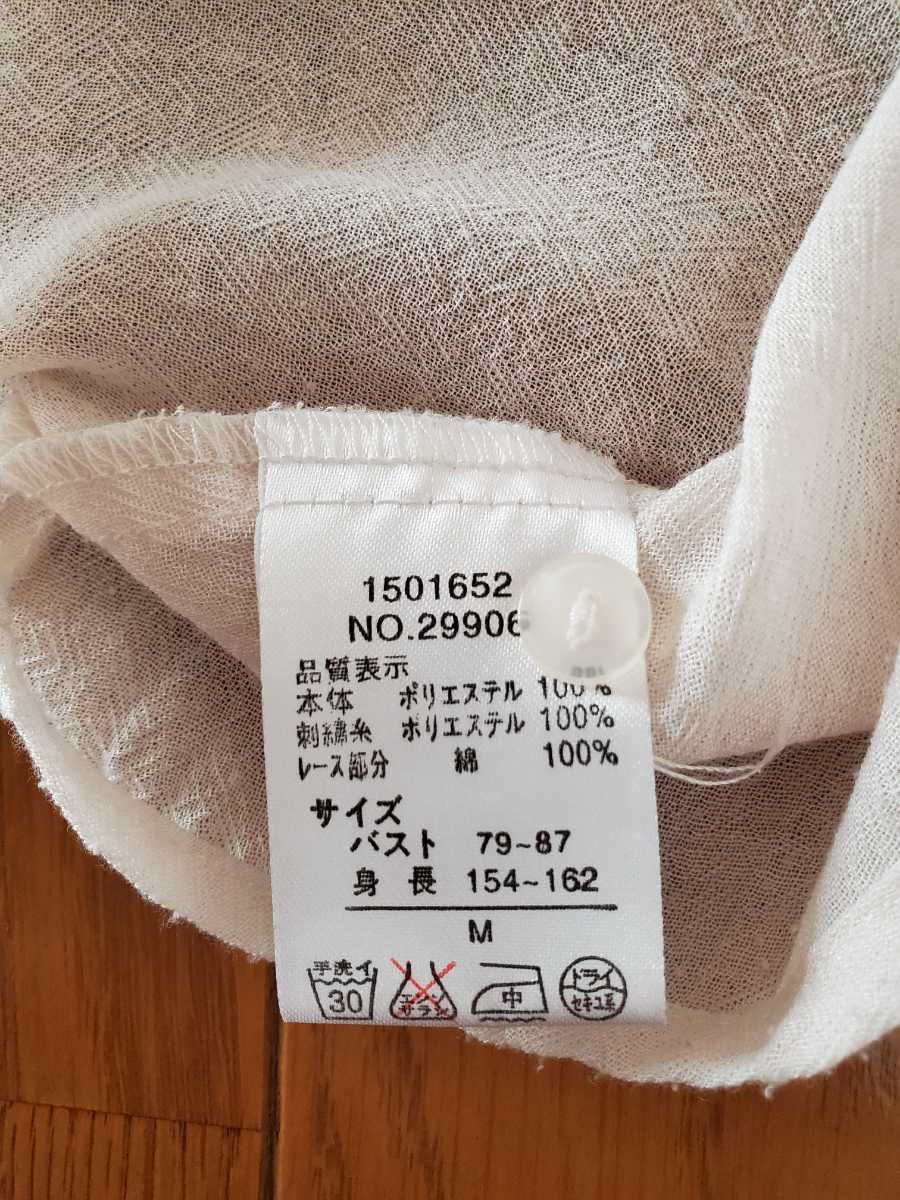 1501652
NO.29906
品質表示
本体 ポリエステル 100%
刺繍糸 ポリエステル 100%
レース部分 綿 100%
サイズ
バスト 79~87
身長 154~162
M
手洗イ 30
エンソサラシ
中
ドライ
セキユ系